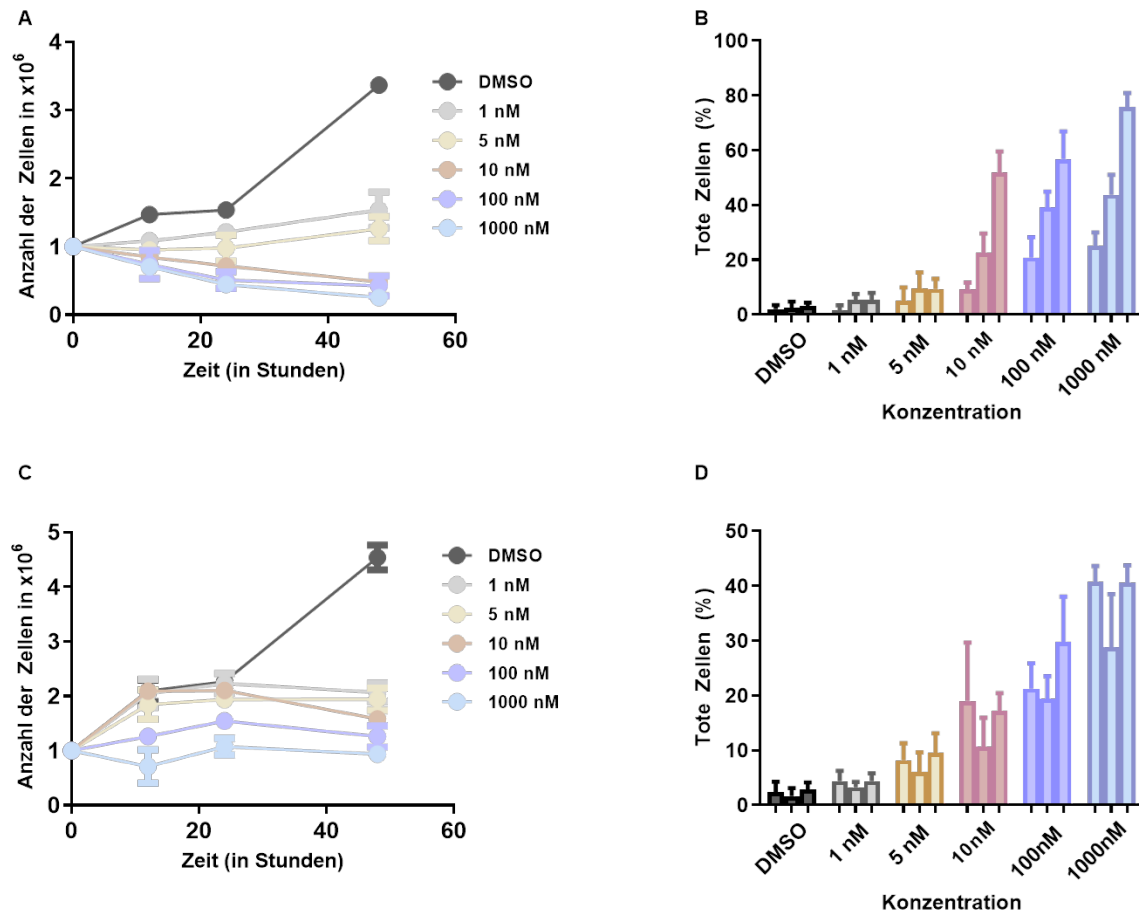 A
Anzahl der Zellen in x10⁶
4
3
2
1
0
0 20 40 60
Zeit (in Stunden)
DMSO
1 nM
5 nM
10 nM
100 nM
1000 nM
B
Tote Zellen (%)
100
80
60
40
20
0
DMSO
1 nM
5 nM
10 nM
100 nM
1000 nM
Konzentration
C
Anzahl der Zellen in x10⁶
5
4
3
2
1
0
0 20 40 60
Zeit (in Stunden)
DMSO
1 nM
5 nM
10 nM
100 nM
1000 nM
D
Tote Zellen (%)
50
40
30
20
10
0
DMSO
1 nM
5 nM
10nM
100nM
1000nM
Konzentration